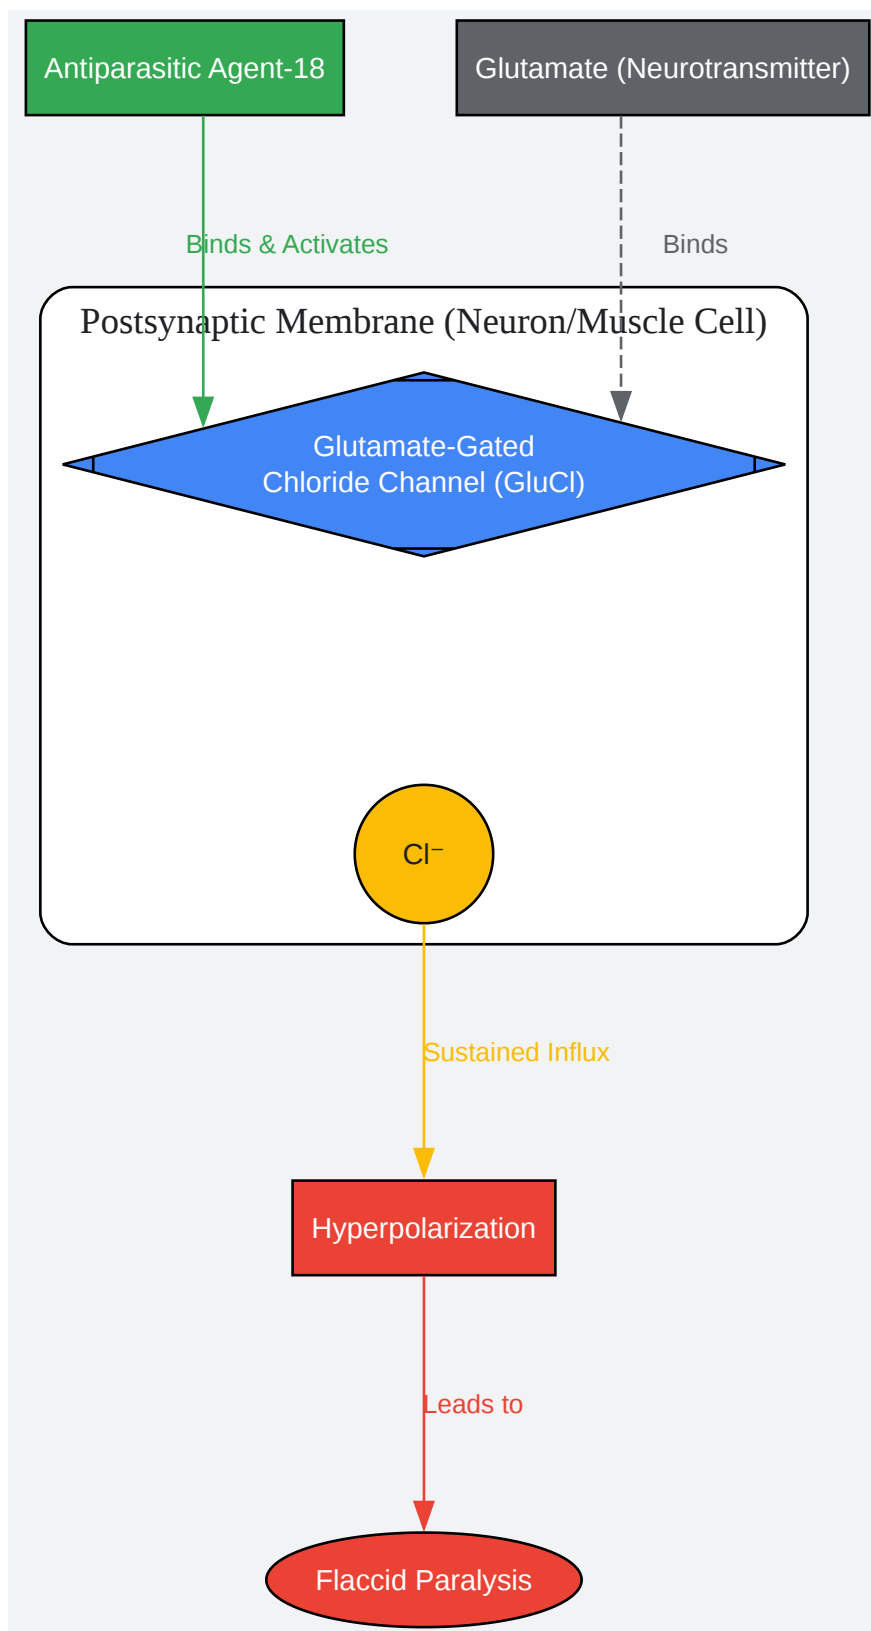 Antiparasitic Agent-18
Glutamate (Neurotransmitter)
Binds & Activates
Binds
Postsynaptic Membrane (Neuron/Muscle Cell)
Glutamate-Gated
Chloride Channel (GluCl)
Cl⁻
Sustained Influx
Hyperpolarization
Leads to
Flaccid Paralysis